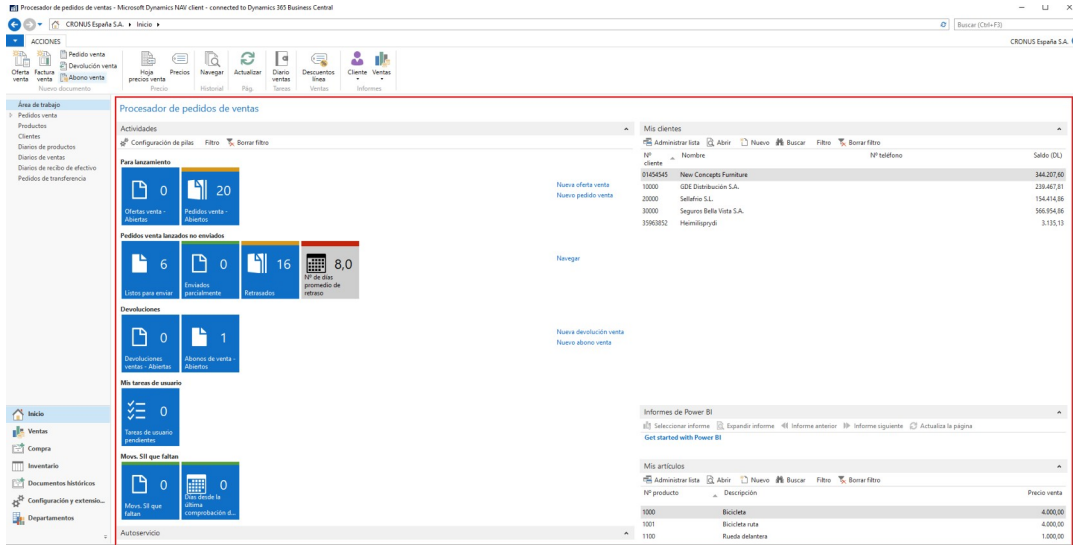 Procesador de pedidos de ventas - Microsoft Dynamics NAV client - connected to Dynamics 365 Business Central
CRONUS España S.A. Inicio
Buscar (Ctrl+F3)
ACCIONES
CRONUS España S.A.
Oferta venta
Factura venta
Pedido venta
Devolución venta
Abono venta
Nuevo documento
Hoja precios venta
Precios
Precio
Navegar
Historial
Actualizar
Pág.
Diario ventas
Tareas
Descuentos línea
Ventas
Cliente
Ventas
Informes
Área de trabajo
Pedidos venta
Productos
Clientes
Diarios de productos
Diarios de ventas
Diarios de recibo de efectivo
Pedidos de transferencia
Inicio
Ventas
Compra
Inventario
Documentos históricos
Configuración y extensio...
Departamentos
Procesador de pedidos de ventas
Actividades
Configuración de pilas Filtro Borrar filtro
Para lanzamiento
0
Ofertas venta -
Abiertas
20
Pedidos venta -
Abiertos
Nueva oferta venta
Nuevo pedido venta
Pedidos venta lanzados no enviados
6
Listos para enviar
0
Enviados
parcialmente
16
Retrasados
8,0
Nº de días
promedio de
retraso
Navegar
Devoluciones
0
Devoluciones
ventas - Abiertas
1
Abonos de venta -
Abiertos
Nueva devolución venta
Nuevo abono venta
Mis tareas de usuario
0
Tareas de usuario
pendientes
Movs. SII que faltan
0
Movs. SII que
faltan
0
Días desde la
última
comprobación d...
Autoservicio
Mis clientes
Administrar lista Abrir Nuevo Buscar Filtro Borrar filtro
Nº cliente Nombre Nº teléfono Saldo (DL)
01454545 New Concepts Furniture 344.207,60
10000 GDE Distribución S.A. 239.467,81
20000 Sellafrio S.L. 154.414,86
30000 Seguros Bella Vista S.A. 566.954,86
35963852 Heimilisprydi 3.135,13
Informes de Power BI
Seleccionar informe Expandir informe Informe anterior Informe siguiente Actualiza la página
Get started with Power BI
Mis artículos
Administrar lista Abrir Nuevo Buscar Filtro Borrar filtro
Nº producto Descripción Precio venta
1000 Bicicleta 4.000,00
1001 Bicicleta ruta 4.000,00
1100 Rueda delantera 1.000,00